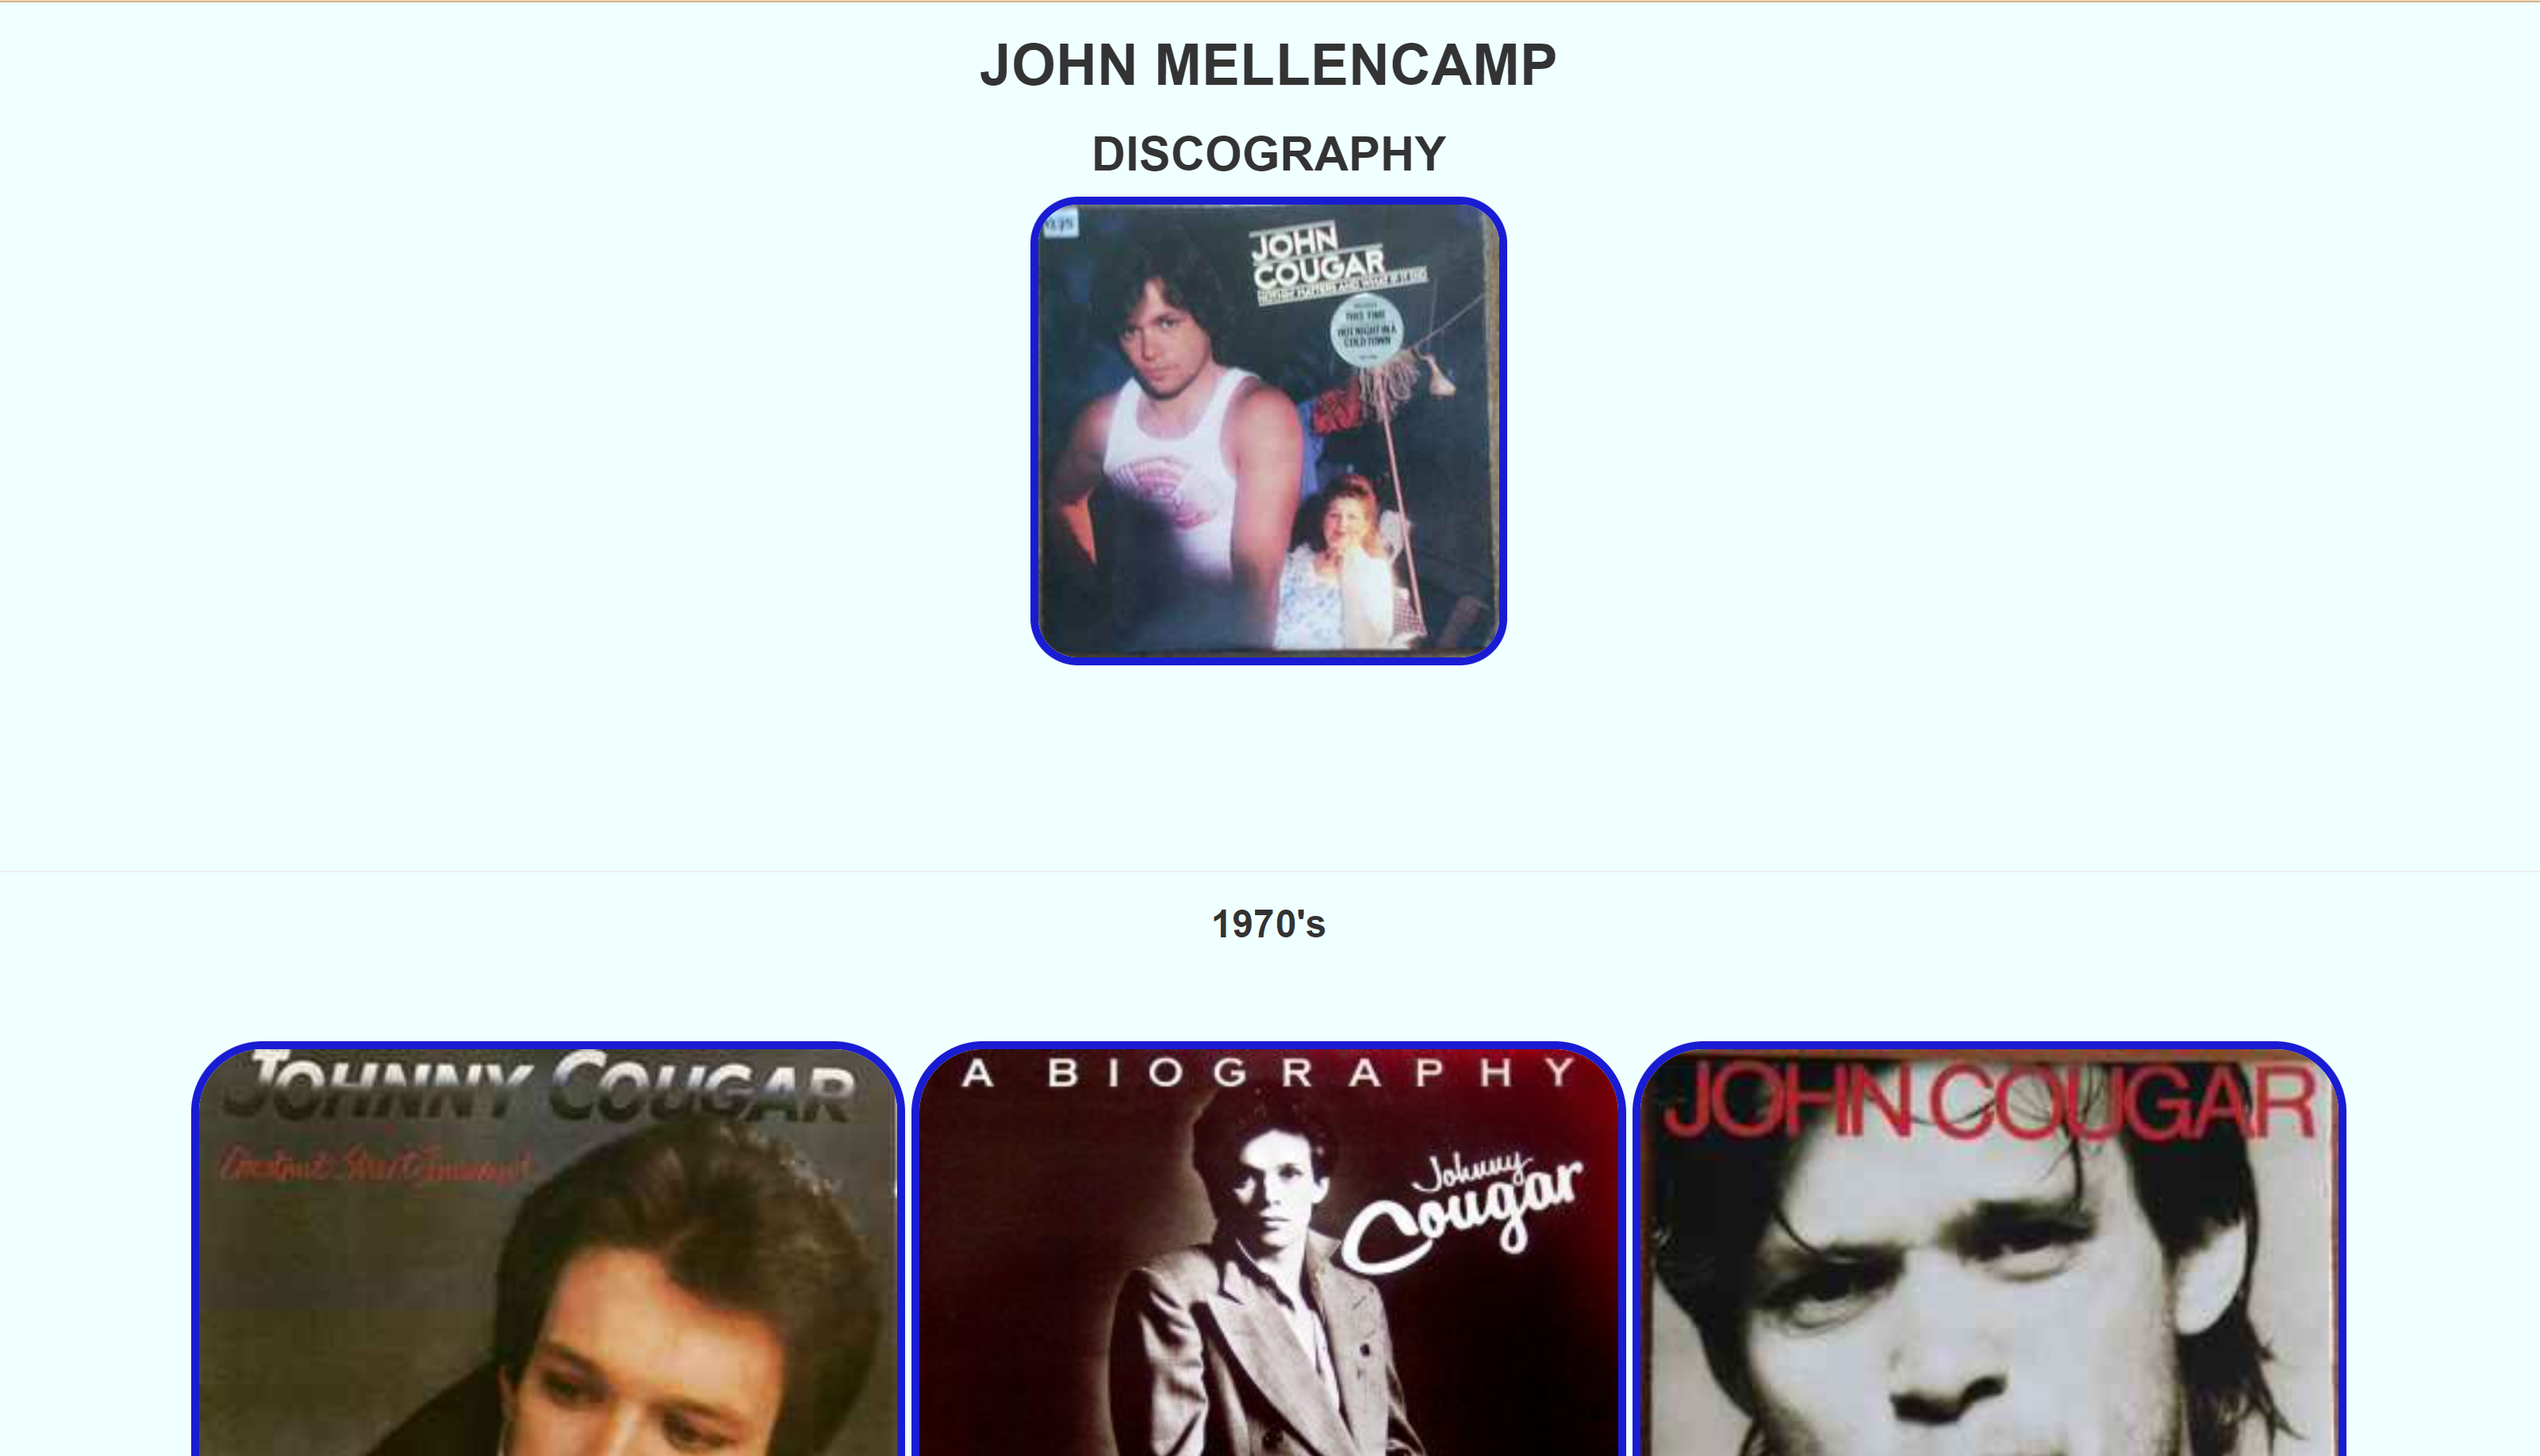 JOHN MELLENCAMP
DISCOGRAPHY
JOHN
COUGAR
NOTHIN' MATTERS AND WHAT IF IT DID
THIS TIME
HOT NIGHT IN A
COLD TOWN
1970's
JOHNNY COUGAR
Chestnut Street Incident
A BIOGRAPHY
Johnny
Cougar
JOHN COUGAR